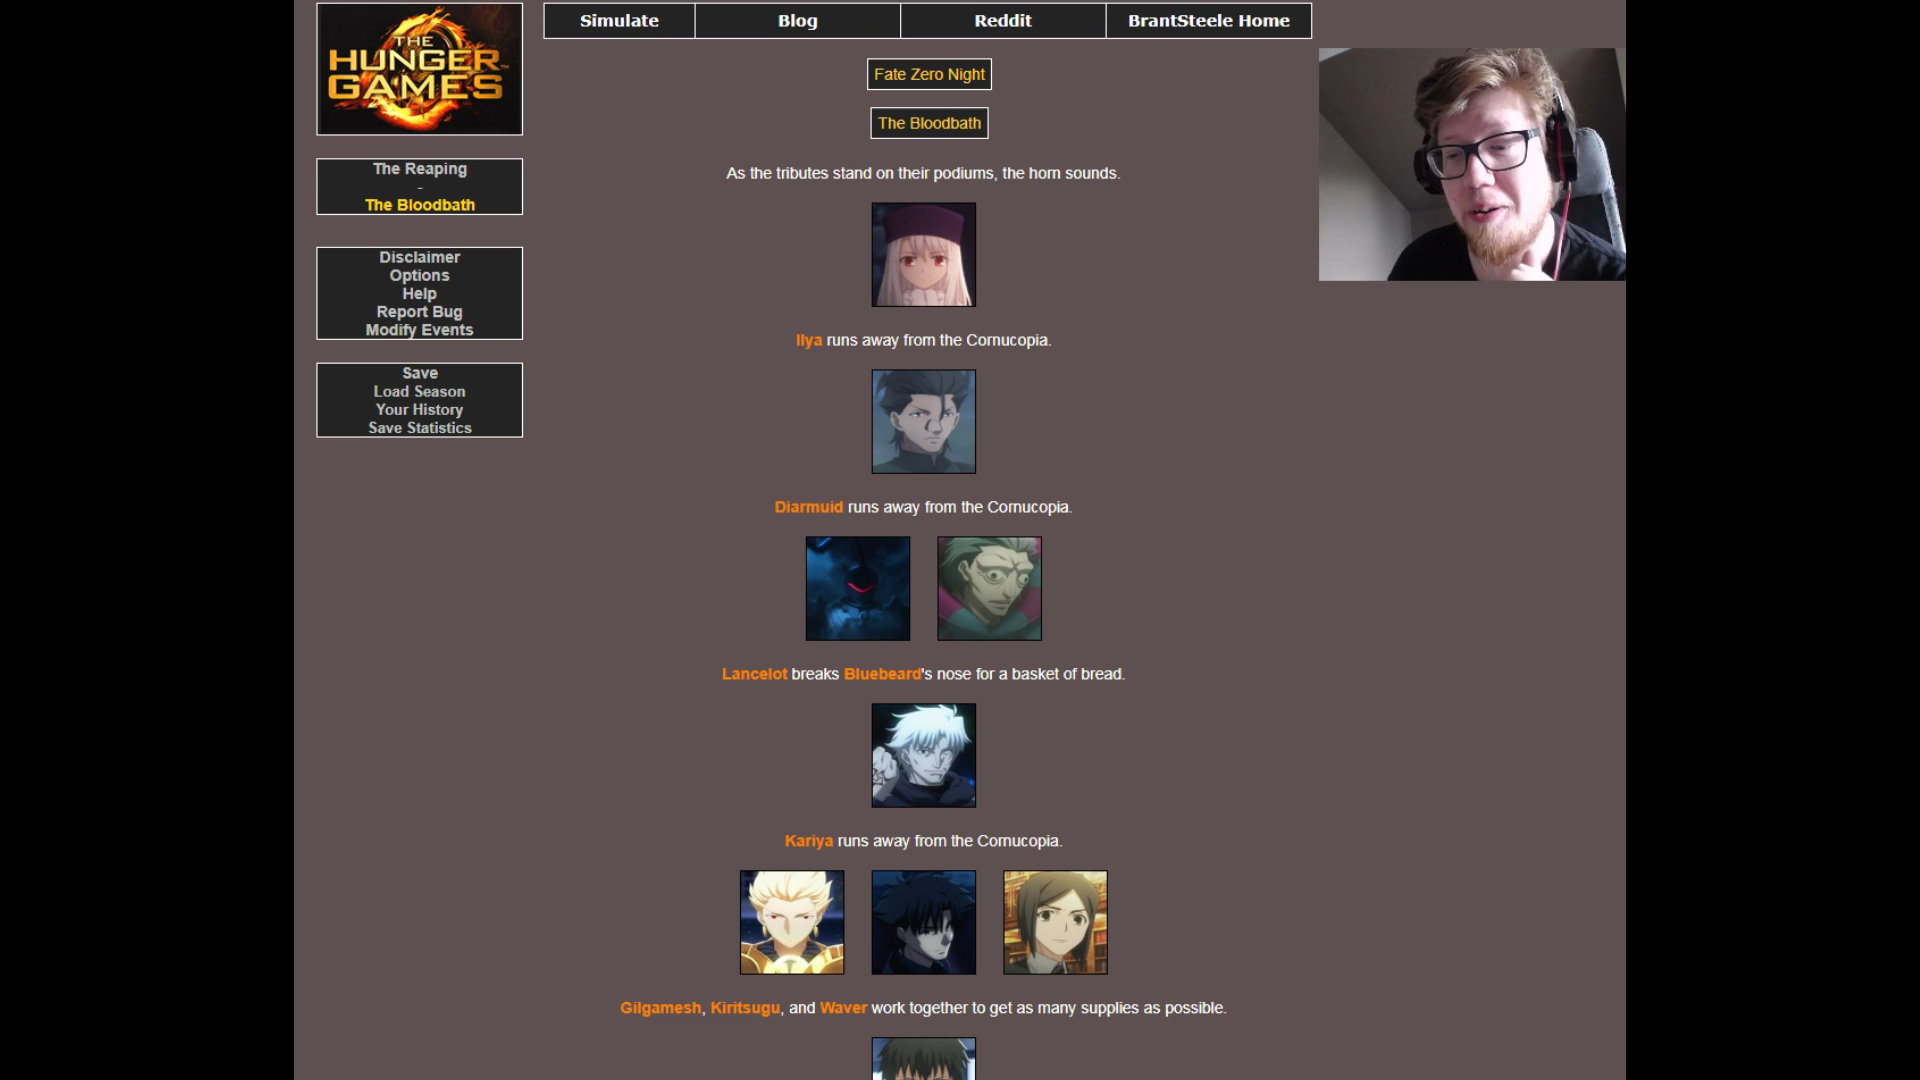 THE
HUNGER
GAMES
Simulate
Blog
Reddit
BrantSteele Home
The Reaping
-
The Bloodbath
Disclaimer
Options
Help
Report Bug
Modify Events
Save
Load Season
Your History
Save Statistics
Fate Zero Night
The Bloodbath
As the tributes stand on their podiums, the horn sounds.
Ilya runs away from the Cornucopia.
Diarmuid runs away from the Cornucopia.
Lancelot breaks Bluebeard's nose for a basket of bread.
Kariya runs away from the Cornucopia.
Gilgamesh, Kiritsugu, and Waver work together to get as many supplies as possible.